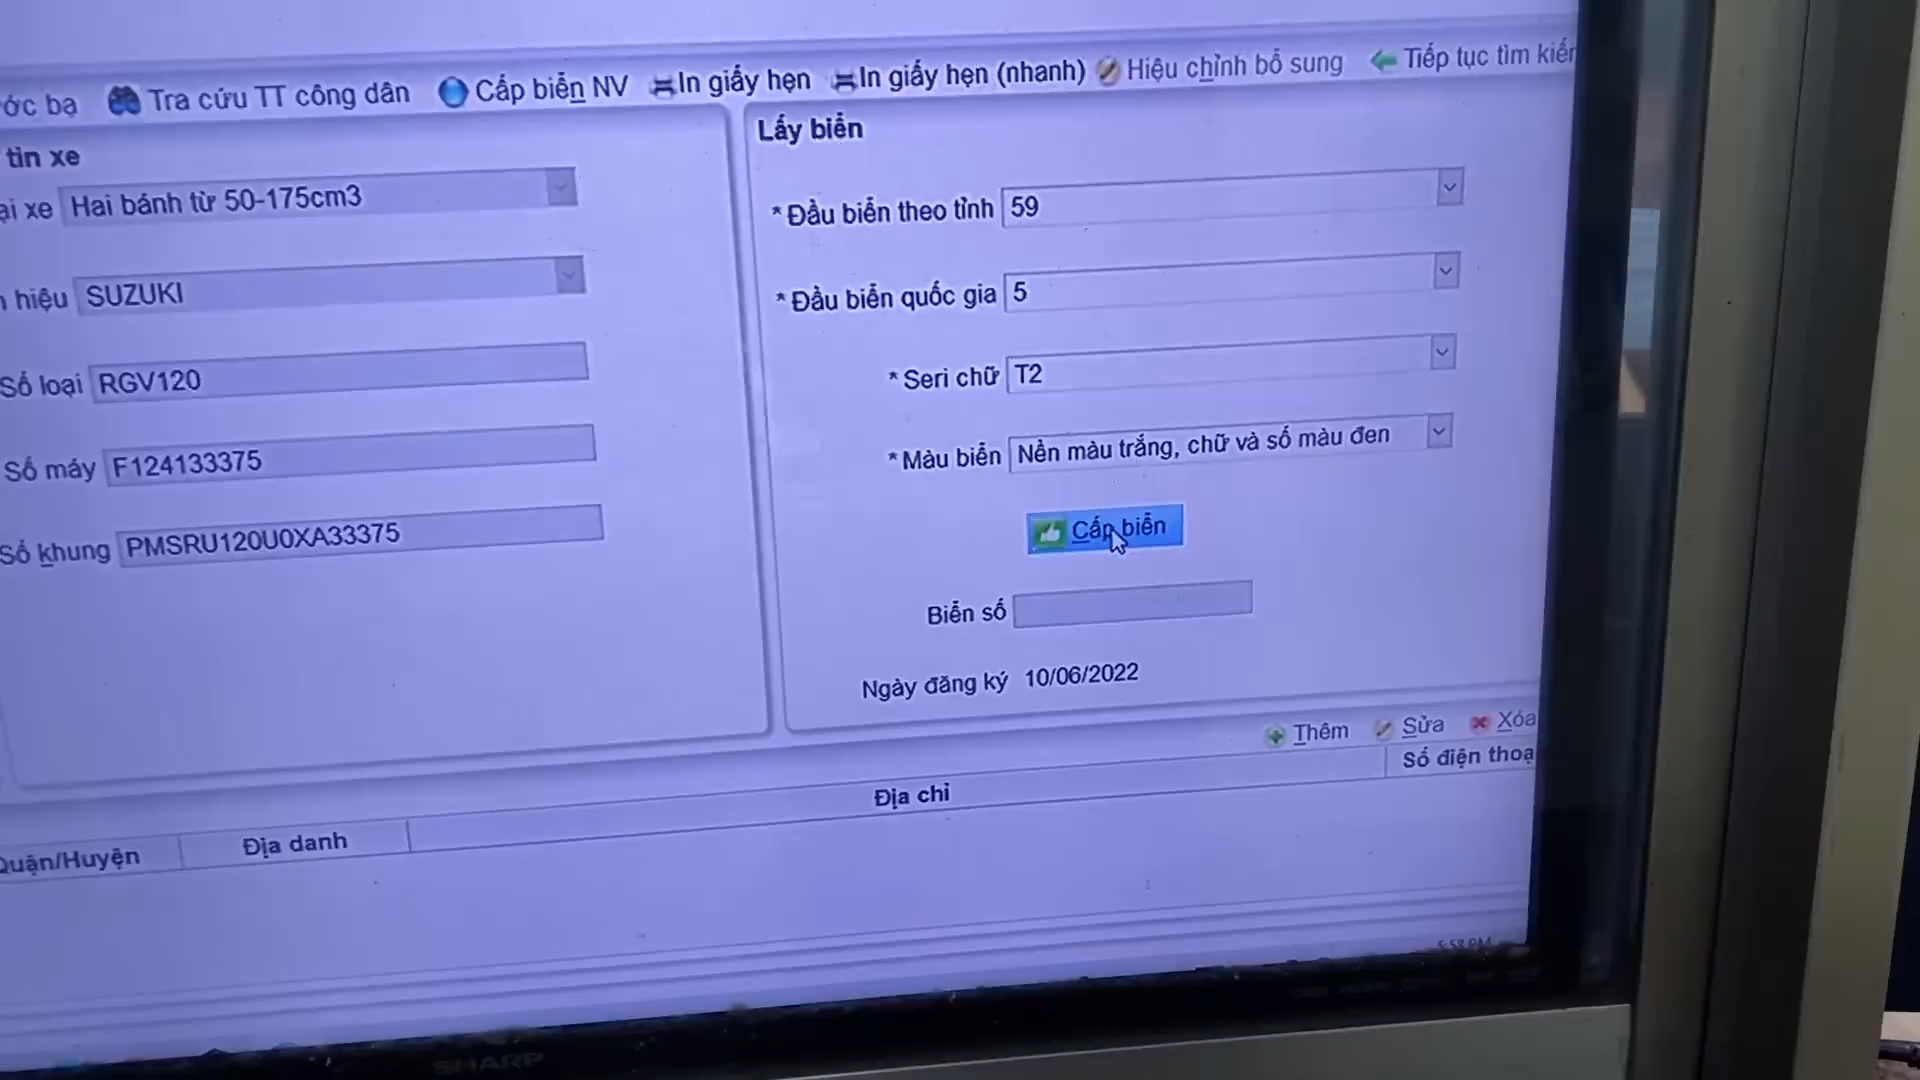 ớc bạ Tra cứu TT công dân Cấp biển NV In giấy hẹn In giấy hẹn (nhanh) Hiệu chỉnh bổ sung Tiếp tục tìm kiến
tin xe
ại xe Hai bánh từ 50-175cm3
hiệu SUZUKI
Số loại RGV120
Số máy F124133375
Số khung PMSRU120U0XA33375
Lấy biển
* Đầu biển theo tỉnh 59
* Đầu biển quốc gia 5
* Seri chữ T2
* Màu biển Nền màu trắng, chữ và số màu đen
Cấp biển
Biển số
Ngày đăng ký 10/06/2022
Thêm Sửa Xóa
Quận/Huyện Địa danh Địa chỉ Số điện thoạ
SHARP